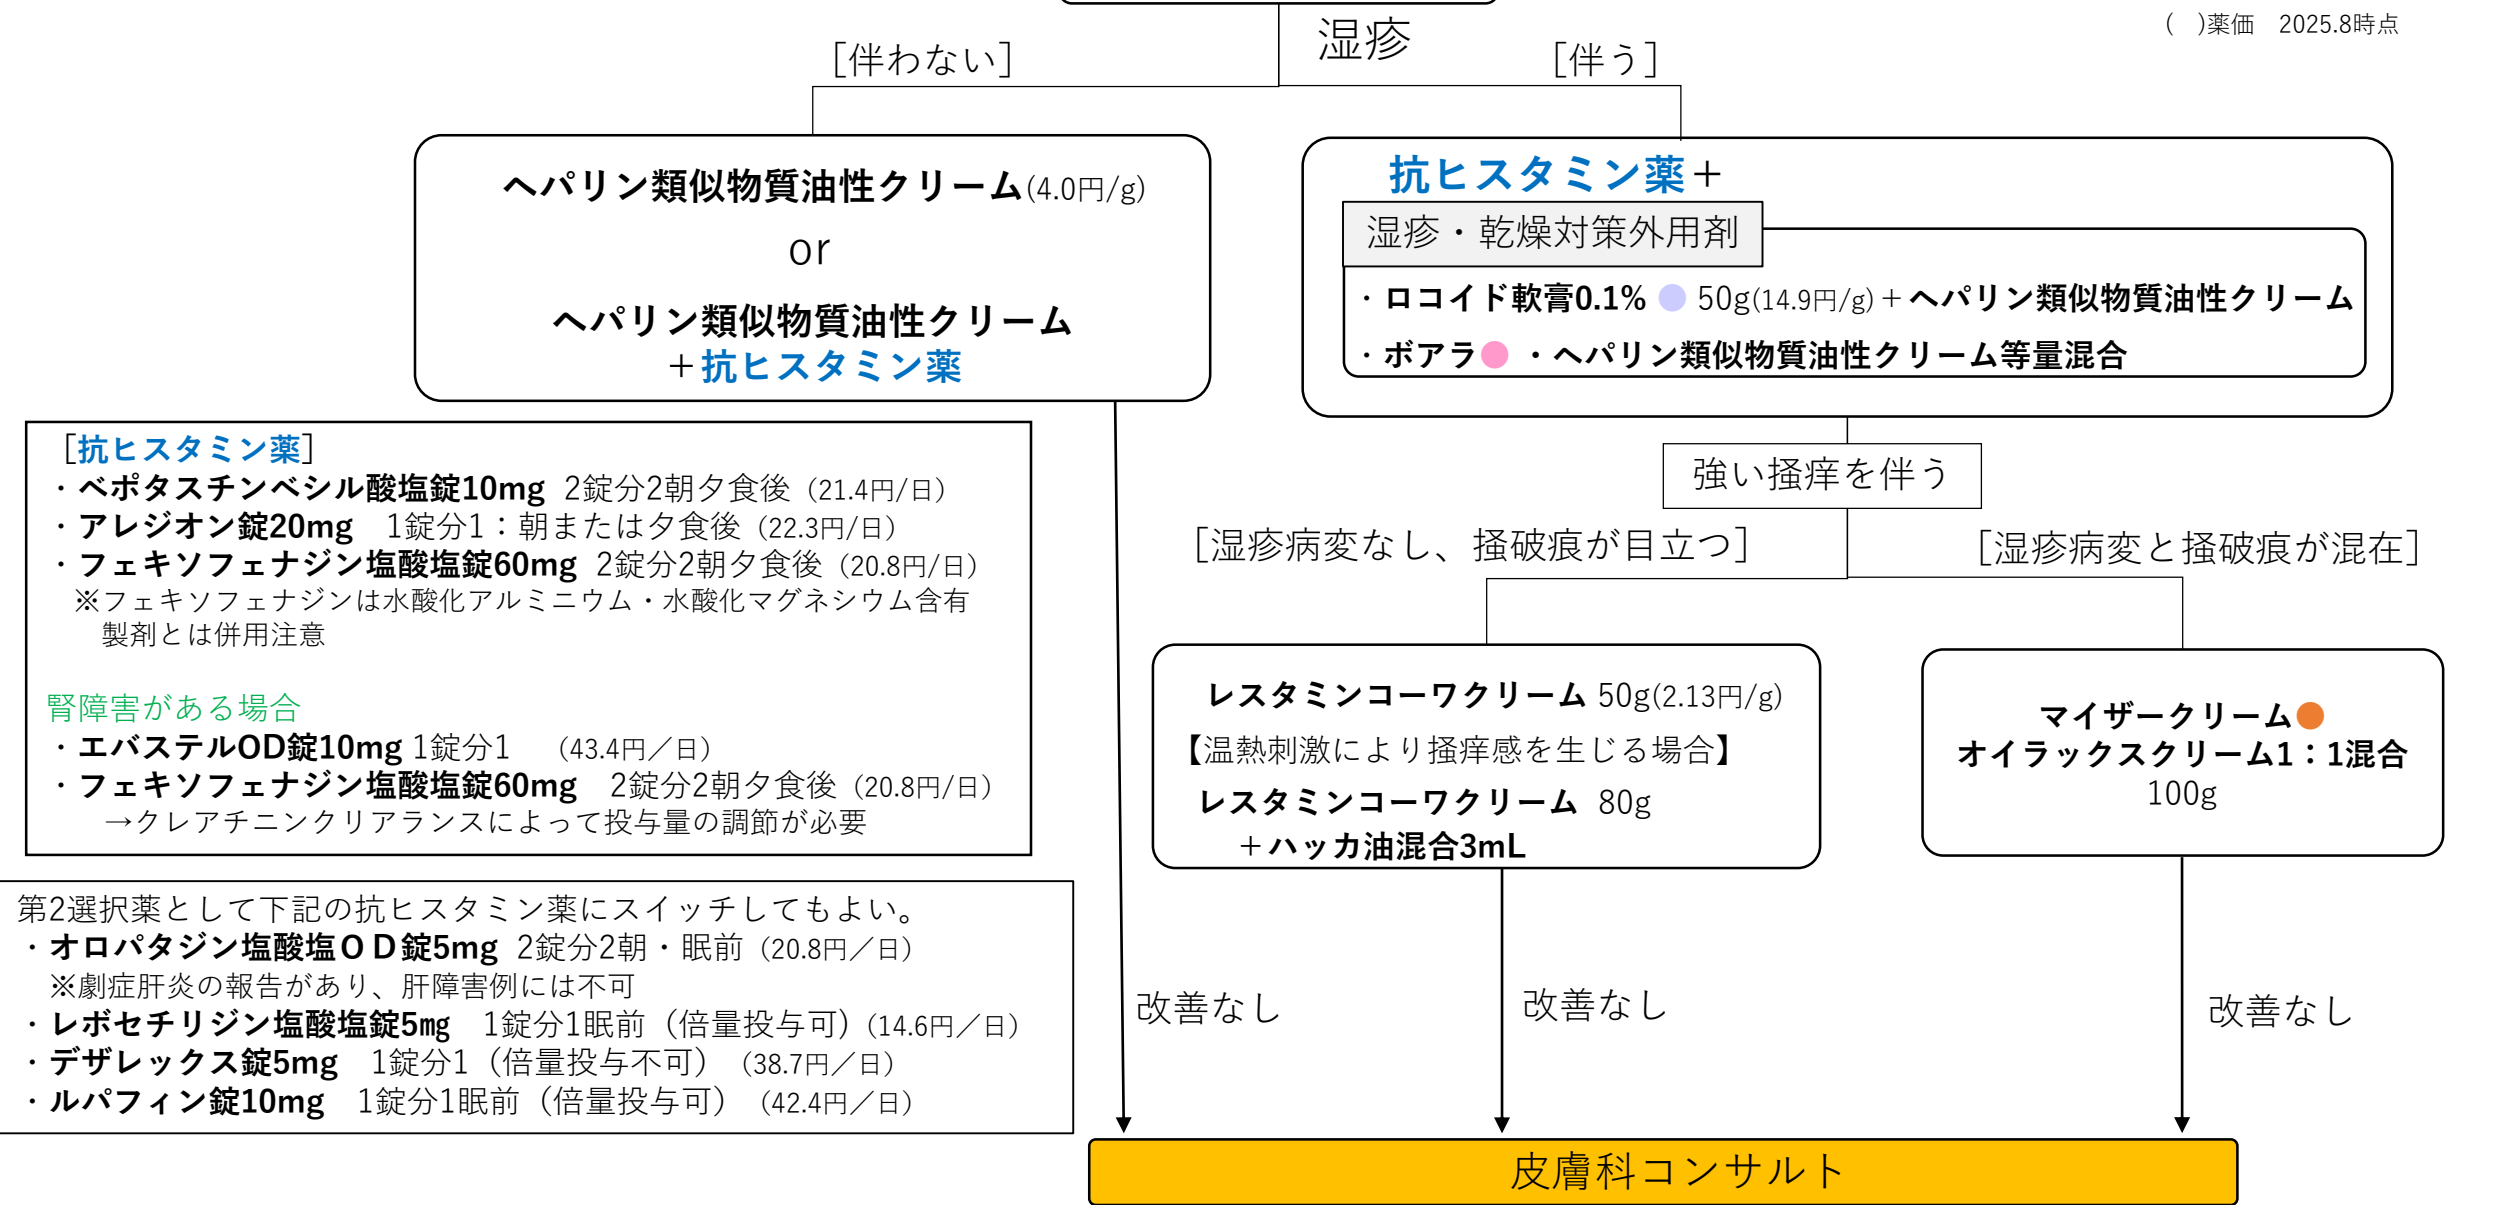 (　)薬価　2025.8時点
湿疹
［伴わない］
［伴う］
ヘパリン類似物質油性クリーム(4.0円/g)
or
ヘパリン類似物質油性クリーム
＋抗ヒスタミン薬
抗ヒスタミン薬＋
湿疹・乾燥対策外用剤
・ロコイド軟膏0.1% 50g(14.9円/g)＋ヘパリン類似物質油性クリーム
・ボアラ ・ヘパリン類似物質油性クリーム等量混合
［抗ヒスタミン薬］
・ベポタスチンベシル酸塩錠10mg 2錠分2朝夕食後（21.4円/日）
・アレジオン錠20mg　1錠分1：朝または夕食後（22.3円/日）
・フェキソフェナジン塩酸塩錠60mg 2錠分2朝夕食後（20.8円/日）
※フェキソフェナジンは水酸化アルミニウム・水酸化マグネシウム含有
製剤とは併用注意
腎障害がある場合
・エバステルOD錠10mg 1錠分1　（43.4円／日）
・フェキソフェナジン塩酸塩錠60mg　2錠分2朝夕食後（20.8円/日）
→クレアチニンクリアランスによって投与量の調節が必要
強い掻痒を伴う
［湿疹病変なし、掻破痕が目立つ］
［湿疹病変と掻破痕が混在］
レスタミンコーワクリーム 50g(2.13円/g)
【温熱刺激により掻痒感を生じる場合】
レスタミンコーワクリーム 80g
＋ハッカ油混合3mL
マイザークリーム
オイラックスクリーム1：1混合
100g
第2選択薬として下記の抗ヒスタミン薬にスイッチしてもよい。
・オロパタジン塩酸塩ＯＤ錠5mg 2錠分2朝・眠前（20.8円／日）
※劇症肝炎の報告があり、肝障害例には不可
・レボセチリジン塩酸塩錠5㎎　1錠分1眠前（倍量投与可）（14.6円／日）
・デザレックス錠5mg　1錠分1（倍量投与不可）（38.7円／日）
・ルパフィン錠10mg　1錠分1眠前（倍量投与可）（42.4円／日）
改善なし
改善なし
改善なし
皮膚科コンサルト